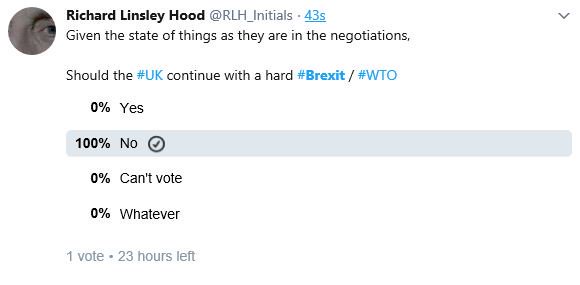 Richard Linsley Hood @RLH_Initials · 43s
Given the state of things as they are in the negotiations,
Should the #UK continue with a hard #Brexit / #WTO
0% Yes
100% No
0% Can't vote
0% Whatever
1 vote • 23 hours left